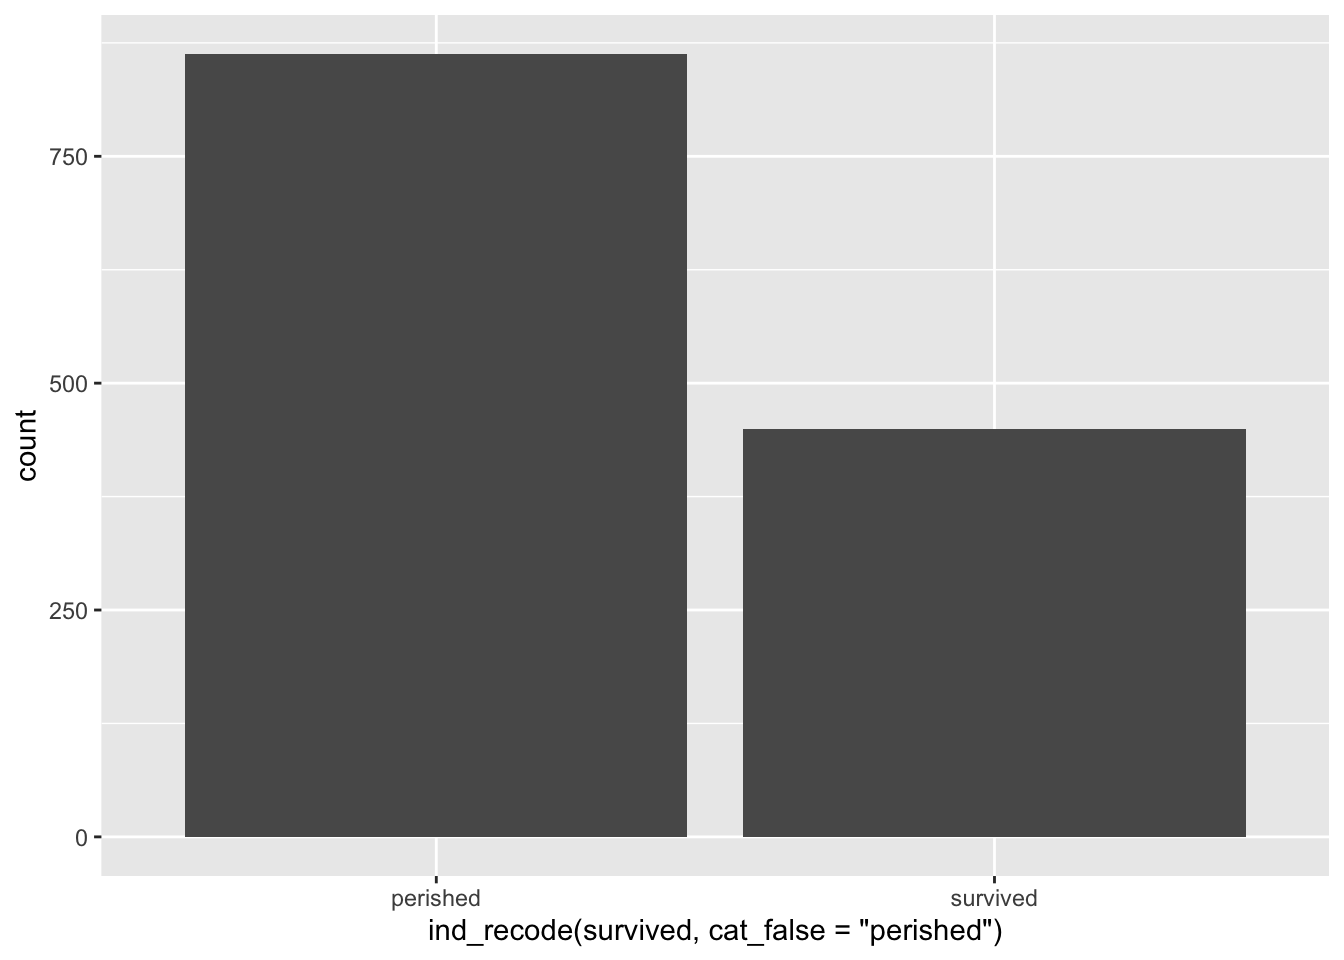 750
500
250
0
count
perished
survived
ind_recode(survived, cat_false = "perished")